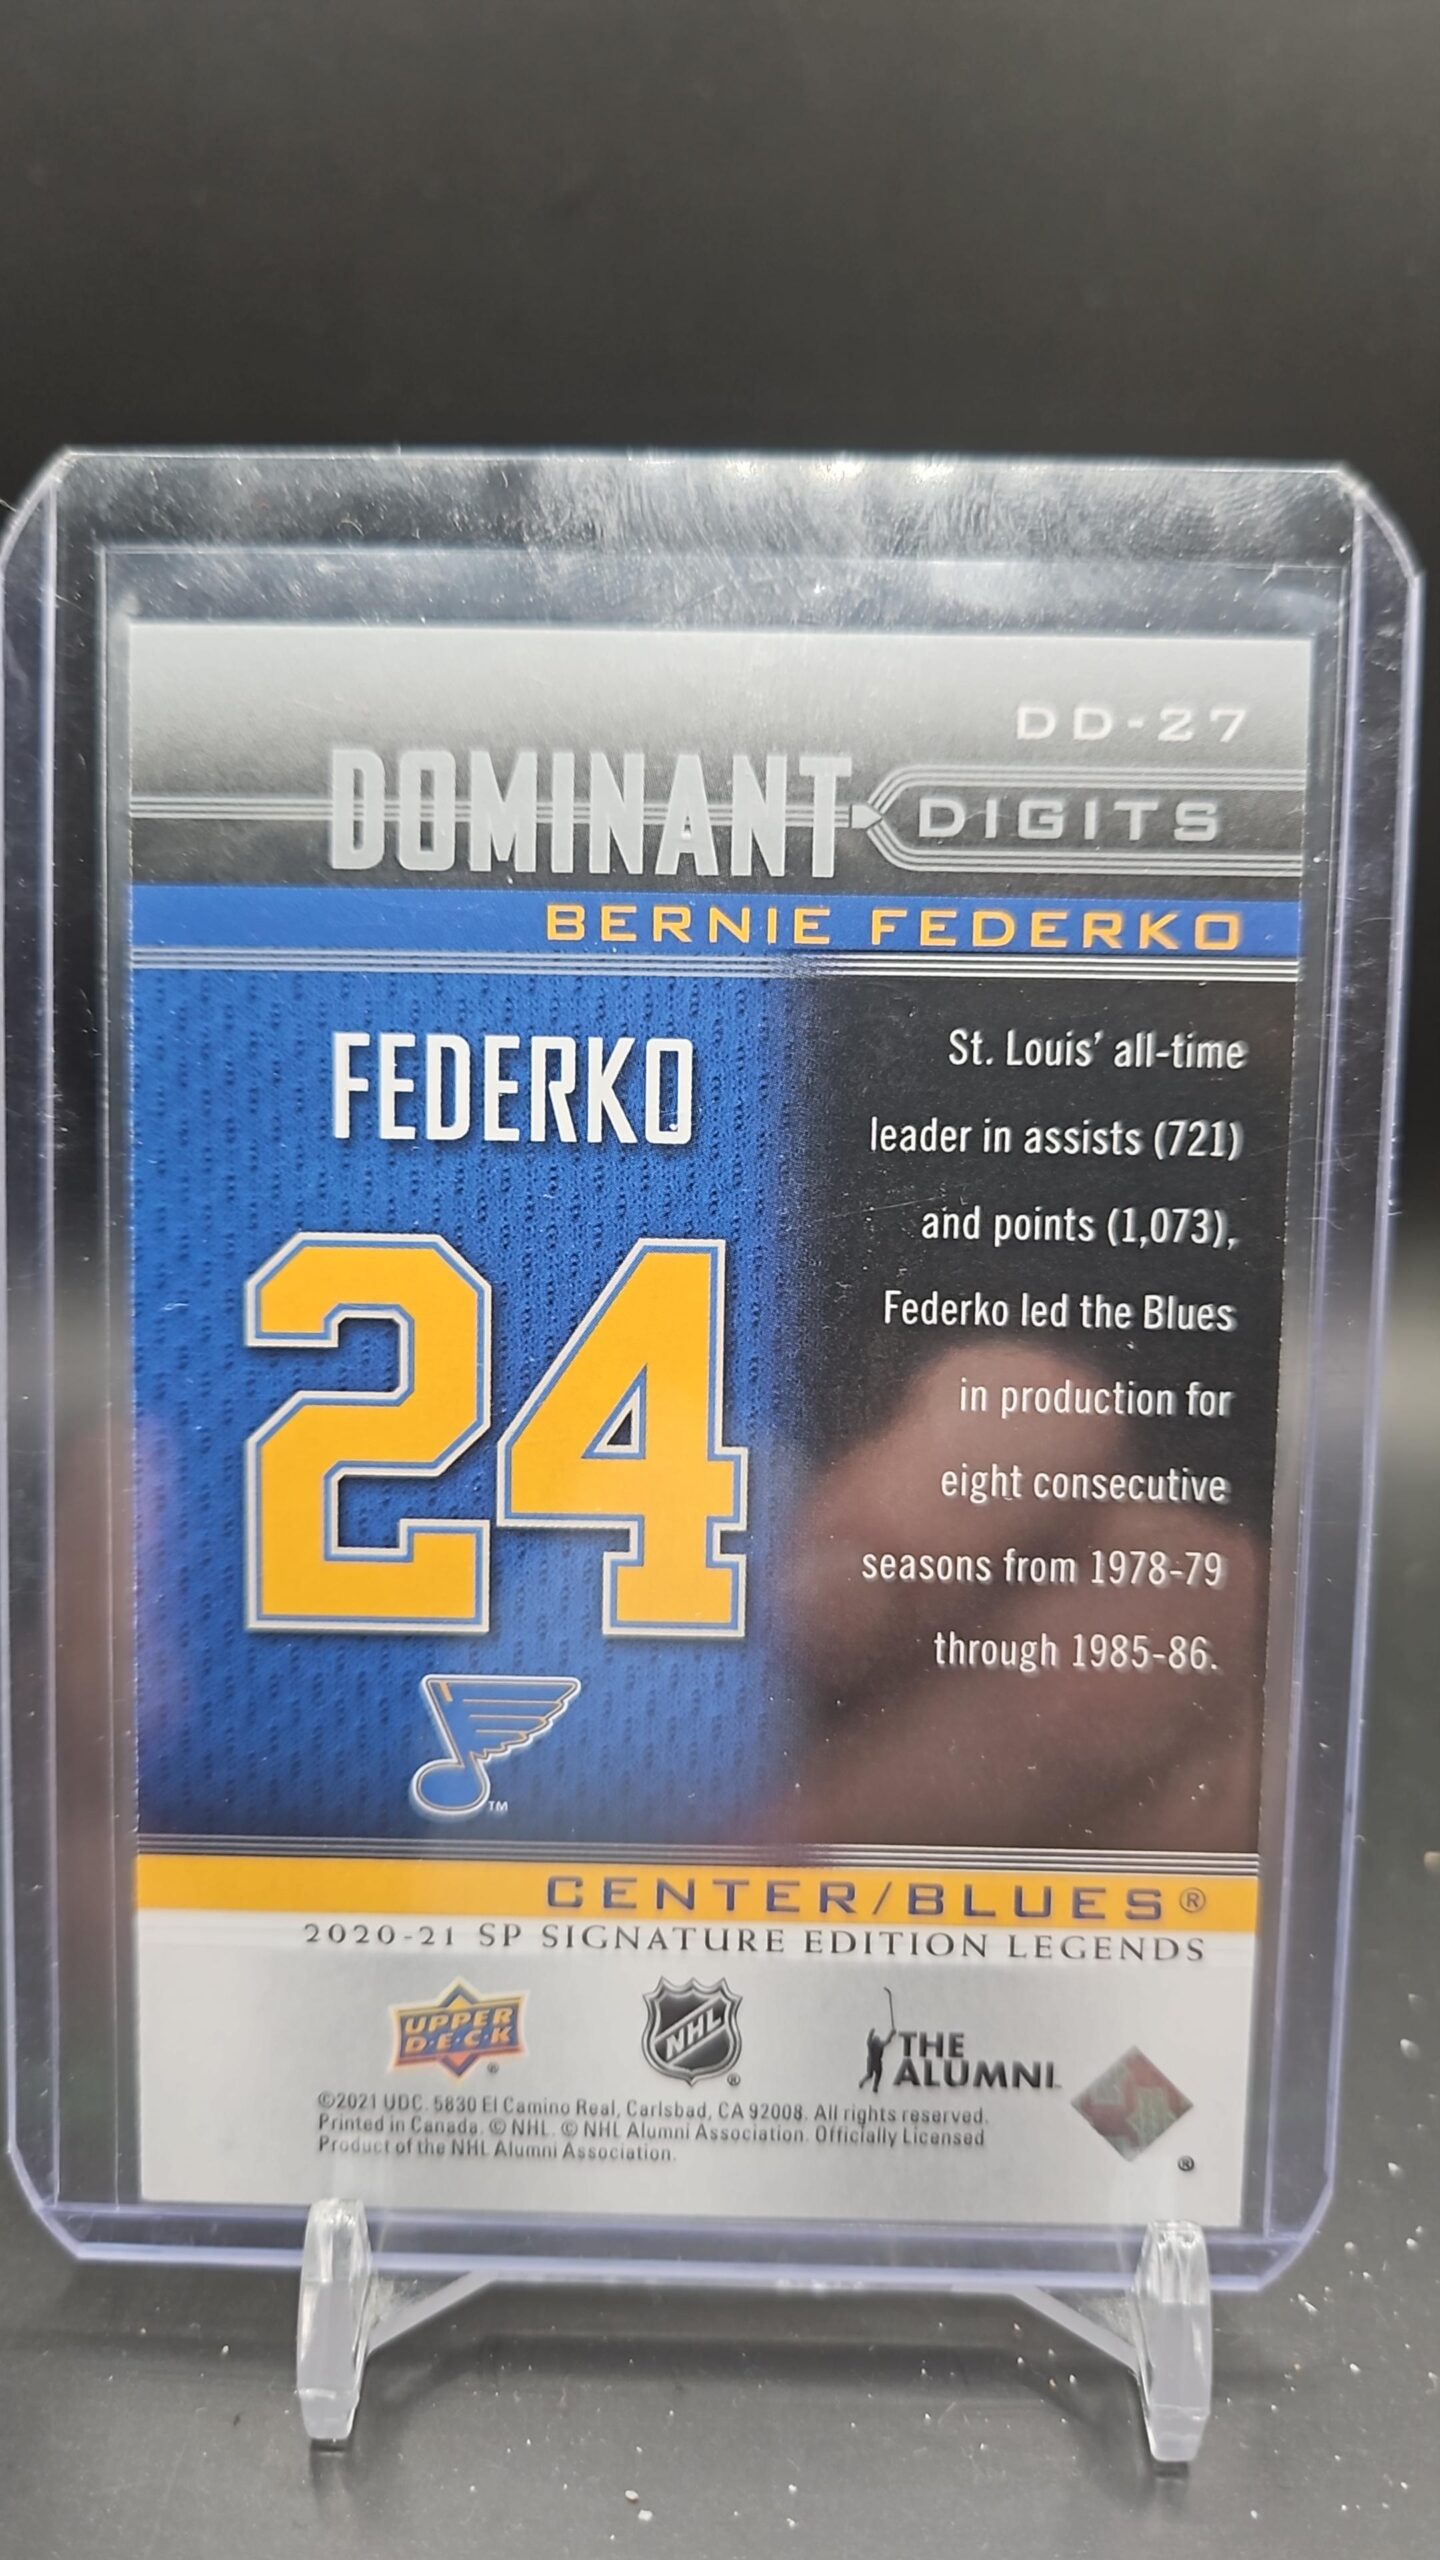 DD-27
DOMINANT DIGITS
BERNIE FEDERKO
FEDERKO
24
St. Louis' all-time
leader in assists (721)
and points (1,073),
Federko led the Blues
in production for
eight consecutive
seasons from 1978-79
through 1985-86.
TM
CENTER/BLUES®
2020-21 SP SIGNATURE EDITION LEGENDS
UPPER
D·E·C·K
®
NHL
®
THE
ALUMNI
©2021 UDC. 5830 El Camino Real, Carlsbad, CA 92008. All rights reserved.
Printed in Canada. © NHL. © NHL Alumni Association. Officially Licensed
Product of the NHL Alumni Association.
®